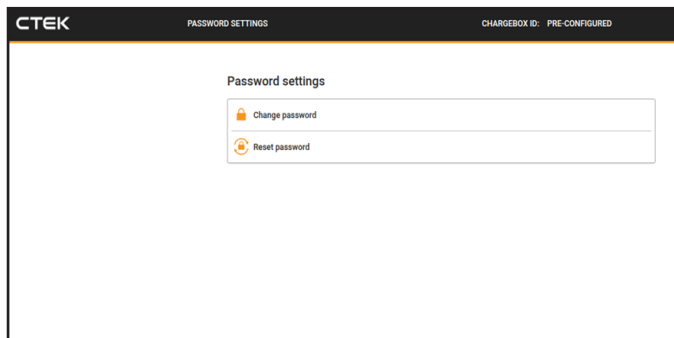 CTEK PASSWORD SETTINGS CHARGEBOX ID: PRE-CONFIGURED
Password settings
Change password
Reset password